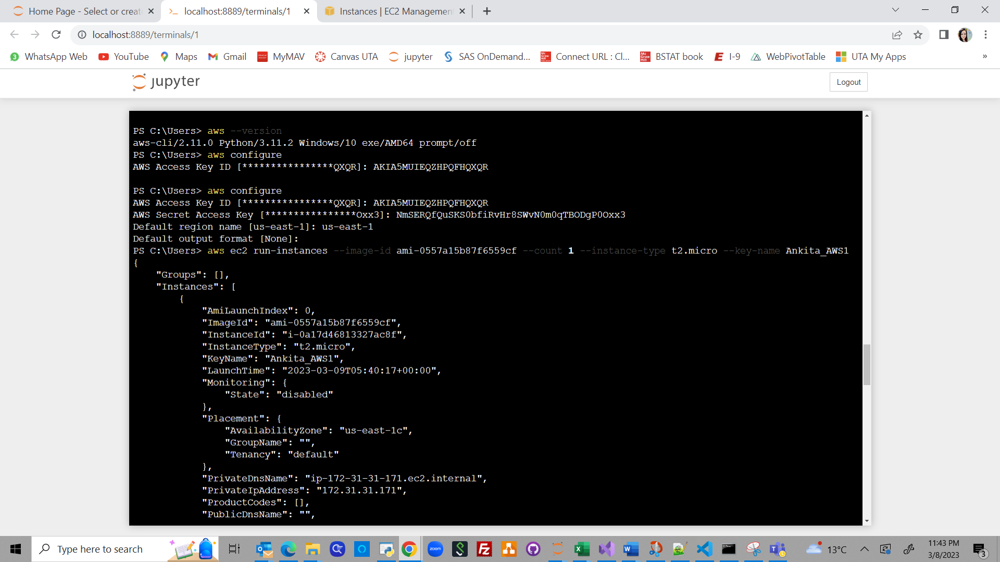 Home Page - Select or create
localhost:8889/terminals/1
Instances | EC2 Management
localhost:8889/terminals/1
WhatsApp Web
YouTube
Maps
Gmail
MyMAV
Canvas UTA
jupyter
SAS OnDemand...
Connect URL : Cl...
BSTAT book
I-9
WebPivotTable
UTA My Apps
»
jupyter
Logout
PS C:\Users> aws --version
aws-cli/2.11.0 Python/3.11.2 Windows/10 exe/AMD64 prompt/off
PS C:\Users> aws configure
AWS Access Key ID [****************QXQR]: AKIA5MUIEQZHPQFHQXQR
PS C:\Users> aws configure
AWS Access Key ID [****************QXQR]: AKIA5MUIEQZHPQFHQXQR
AWS Secret Access Key [****************Oxx3]: 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
Default region name [us-east-1]: us-east-1
Default output format [None]:
PS C:\Users> aws ec2 run-instances --image-id ami-0557a15b87f6559cf --count 1 --instance-type t2.micro --key-name Ankita_AWS1
{
"Groups": [],
"Instances": [
{
"AmiLaunchIndex": 0,
"ImageId": "ami-0557a15b87f6559cf",
"InstanceId": "i-0a17d46813327ac8f",
"InstanceType": "t2.micro",
"KeyName": "Ankita_AWS1",
"LaunchTime": "2023-03-09T05:40:17+00:00",
"Monitoring": {
"State": "disabled"
},
"Placement": {
"AvailabilityZone": "us-east-1c",
"GroupName": "",
"Tenancy": "default"
},
"PrivateDnsName": "ip-172-31-31-171.ec2.internal",
"PrivateIpAddress": "172.31.31.171",
"ProductCodes": [],
"PublicDnsName": "",
Type here to search
zoom
13°C
11:43 PM
3/8/2023
3